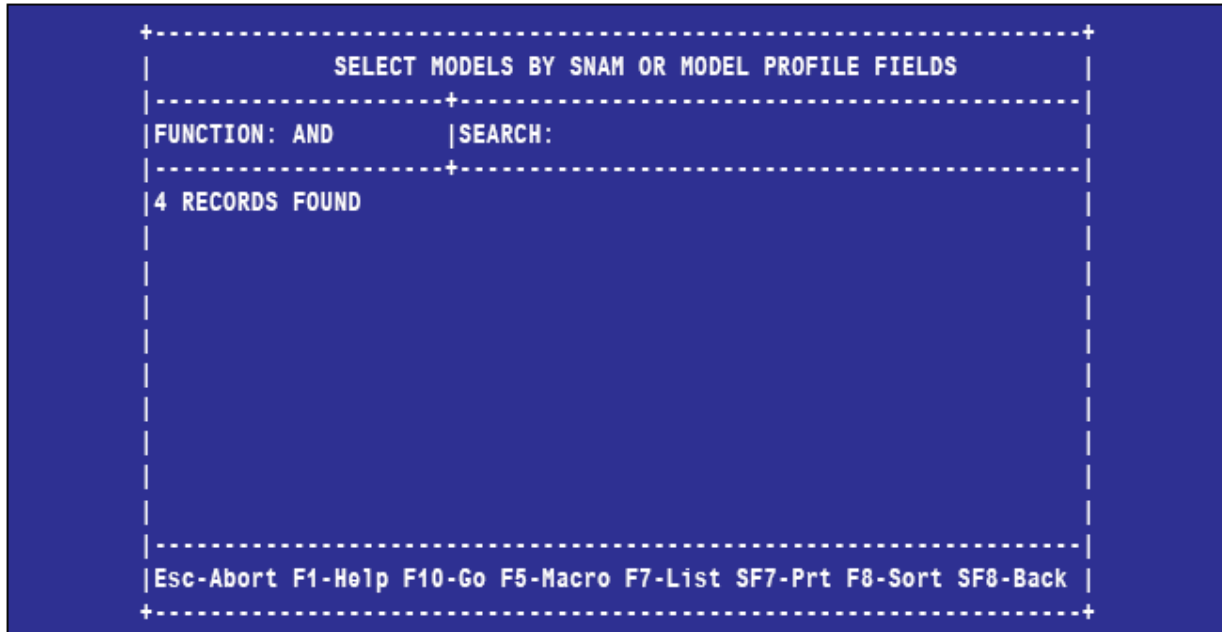 SELECT MODELS BY SNAM OR MODEL PROFILE FIELDS
FUNCTION: AND |SEARCH:
4 RECORDS FOUND
Esc-Abort F1-Help F10-Go F5-Macro F7-List SF7-Prt F8-Sort SF8-Back